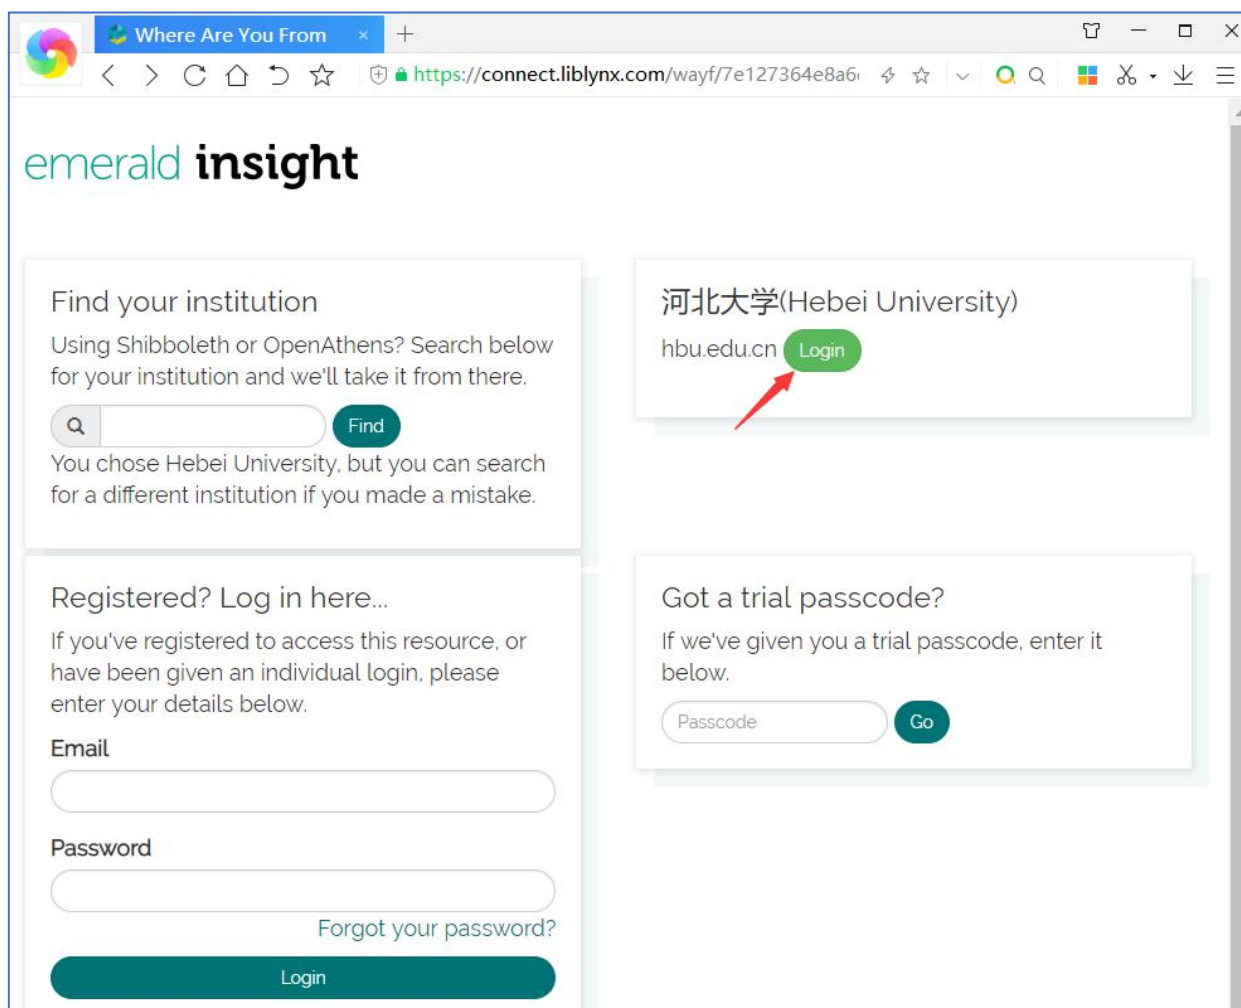 Where Are You From
https://connect.liblynx.com/wayf/7e127364e8a6
emerald insight
Find your institution
Using Shibboleth or OpenAthens? Search below
for your institution and we'll take it from there.
Find
You chose Hebei University, but you can search
for a different institution if you made a mistake.
河北大学(Hebei University)
hbu.edu.cn Login
Registered? Log in here...
If you've registered to access this resource, or
have been given an individual login, please
enter your details below.
Email
Password
Forgot your password?
Login
Got a trial passcode?
If we've given you a trial passcode, enter it
below.
Passcode Go